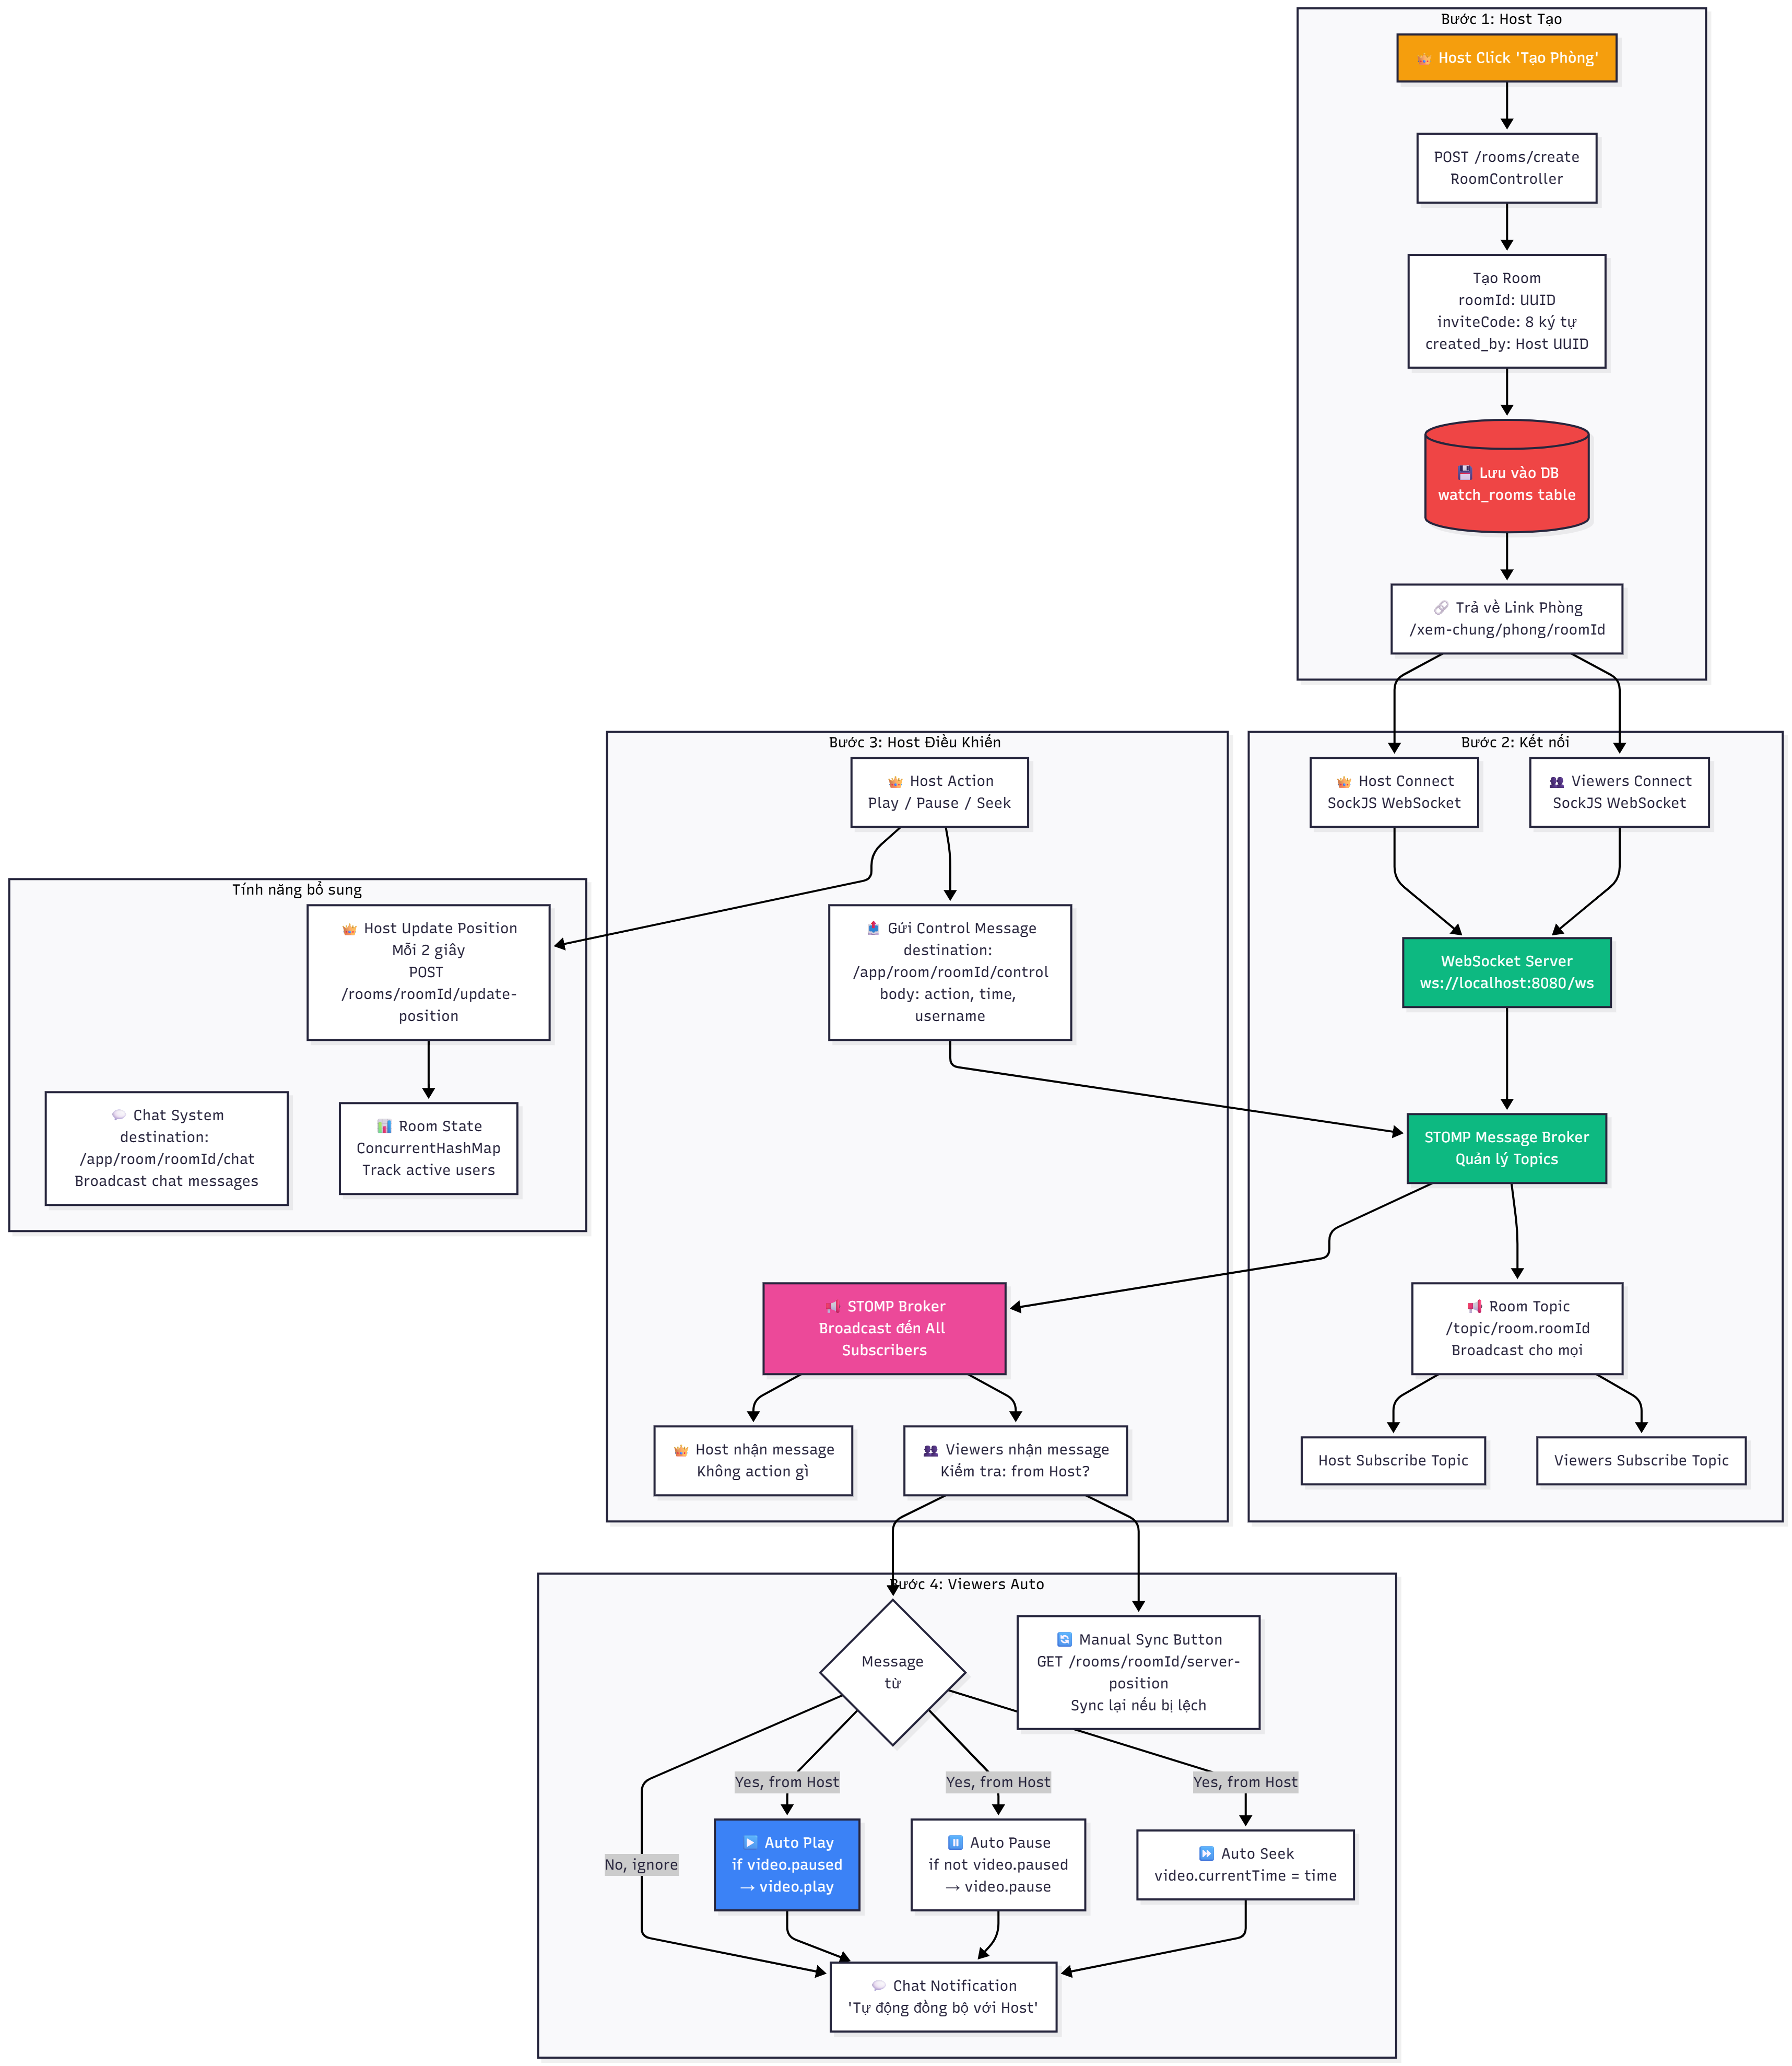 Bước 1: Host Tạo
👑 Host Click 'Tạo Phòng'
POST /rooms/create
RoomController
Tạo Room
roomId: UUID
inviteCode: 8 ký tự
created_by: Host UUID
💾 Lưu vào DB
watch_rooms table
🔗 Trả về Link Phòng
/xem-chung/phong/roomId
Bước 2: Kết nối
👑 Host Connect
SockJS WebSocket
👥 Viewers Connect
SockJS WebSocket
WebSocket Server
ws://localhost:8080/ws
STOMP Message Broker
Quản lý Topics
📢 Room Topic
/topic/room.roomId
Broadcast cho mọi
Host Subscribe Topic
Viewers Subscribe Topic
Bước 3: Host Điều Khiển
👑 Host Action
Play / Pause / Seek
📤 Gửi Control Message
destination:
/app/room/roomId/control
body: action, time,
username
📢 STOMP Broker
Broadcast đến All
Subscribers
👑 Host nhận message
Không action gì
👥 Viewers nhận message
Kiểm tra: from Host?
Tính năng bổ sung
👑 Host Update Position
Mỗi 2 giây
POST
/rooms/roomId/update-
position
💬 Chat System
destination:
/app/room/roomId/chat
Broadcast chat messages
📊 Room State
ConcurrentHashMap
Track active users
Bước 4: Viewers Auto
Message
từ
🔄 Manual Sync Button
GET /rooms/roomId/server-
position
Sync lại nếu bị lệch
Yes, from Host
Yes, from Host
Yes, from Host
No, ignore
▶️ Auto Play
if video.paused
→ video.play
⏸️ Auto Pause
if not video.paused
→ video.pause
⏩ Auto Seek
video.currentTime = time
💬 Chat Notification
'Tự động đồng bộ với Host'